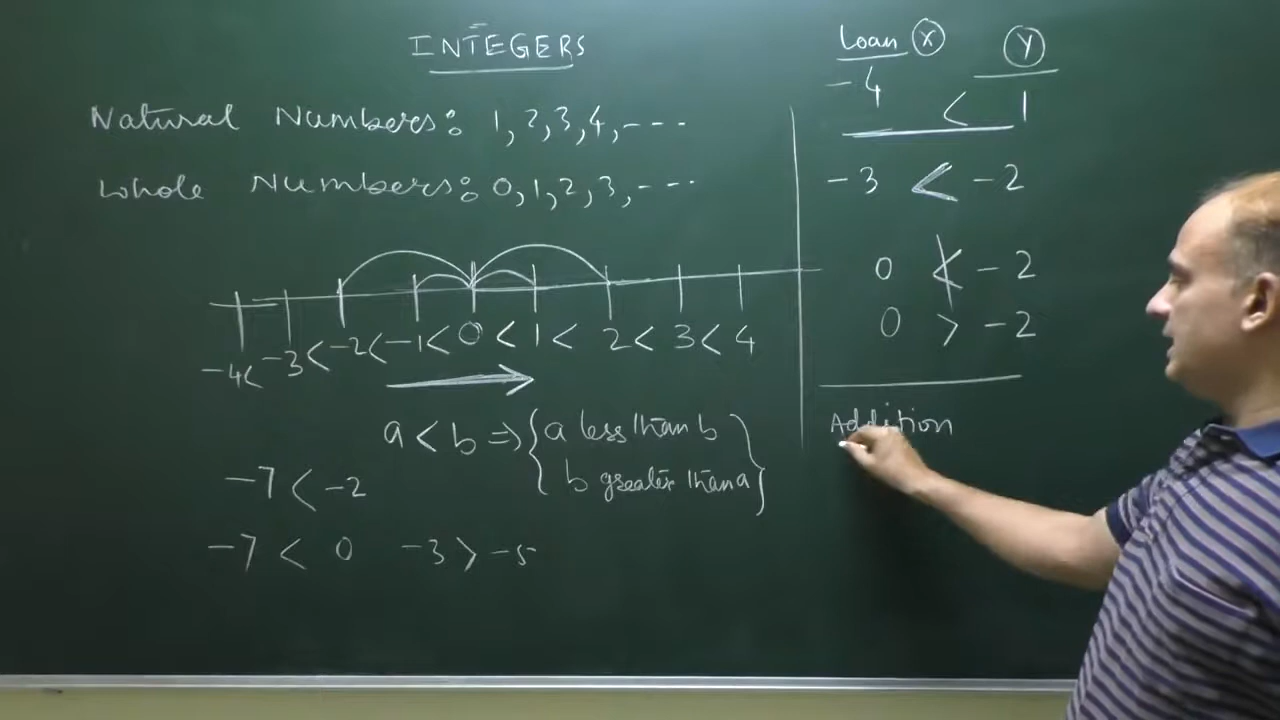 INTEGERS
Natural Numbers: 1, 2, 3, 4, ----
Whole Numbers: 0, 1, 2, 3, ----
-4< -3< -2< -1< 0 < 1 < 2 < 3 < 4
a < b => { a less than b
b greater than a }
-7 < -2
-7 < 0 -3 > -5
Loan X Y
-4 < 1
-3 < -2
0 ≮ -2
0 > -2
Addition